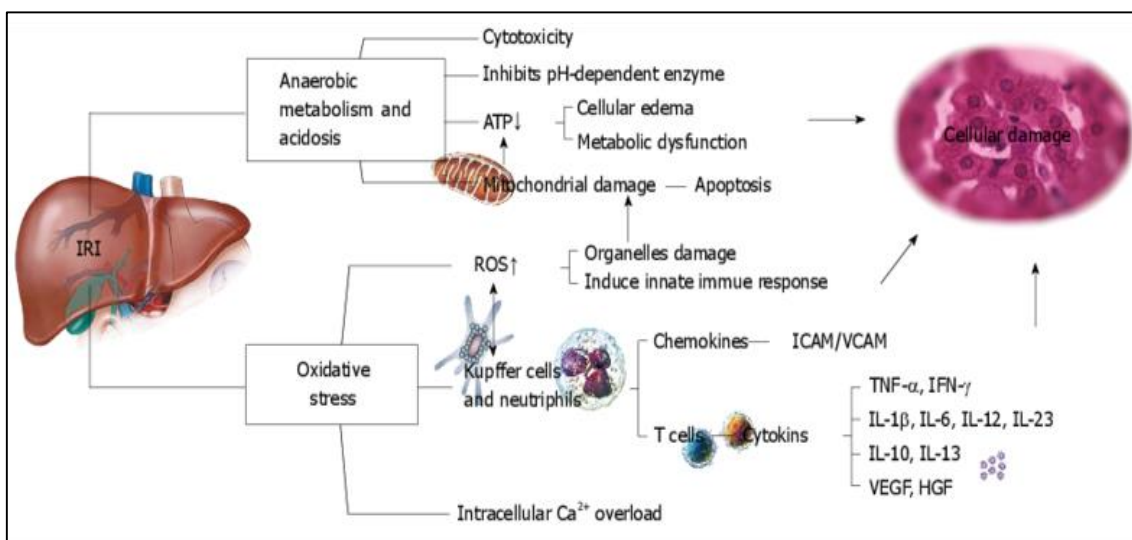 Cytotoxicity
Anaerobic
metabolism and
acidosis
Inhibits pH-dependent enzyme
ATP↓
Cellular edema
Metabolic dysfunction
Mitochondrial damage
Apoptosis
Cellular damage
IRI
ROS↑
Organelles damage
Induce innate immue response
Oxidative
stress
Kupffer cells
and neutriphils
Chemokines
ICAM/VCAM
T cells
Cytokins
TNF-α, IFN-γ
IL-1β, IL-6, IL-12, IL-23
IL-10, IL-13
VEGF, HGF
Intracellular Ca²⁺ overload